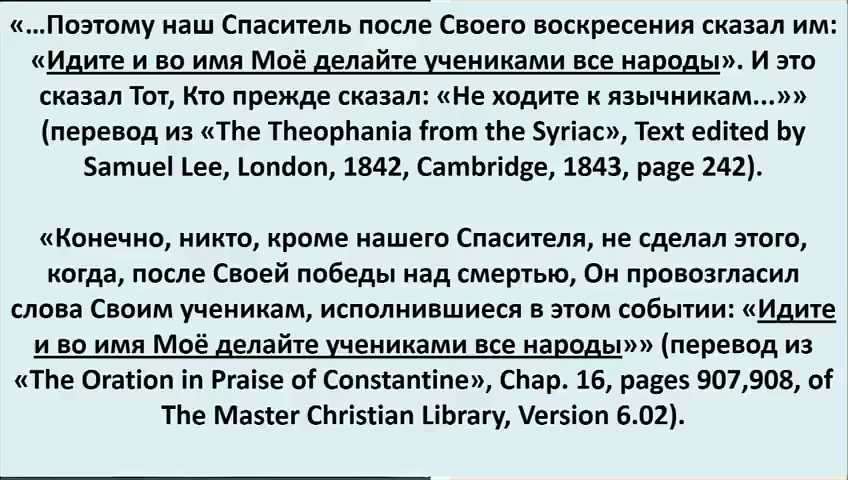 «…Поэтому наш Спаситель после Своего воскресения сказал им:
«Идите и во имя Моё делайте учениками все народы». И это
сказал Тот, Кто прежде сказал: «Не ходите к язычникам...»»
(перевод из «The Theophania from the Syriac», Text edited by
Samuel Lee, London, 1842, Cambridge, 1843, page 242).
«Конечно, никто, кроме нашего Спасителя, не сделал этого,
когда, после Своей победы над смертью, Он провозгласил
слова Своим ученикам, исполнившиеся в этом событии: «Идите
и во имя Моё делайте учениками все народы»» (перевод из
«The Oration in Praise of Constantine», Chap. 16, pages 907,908, of
The Master Christian Library, Version 6.02).